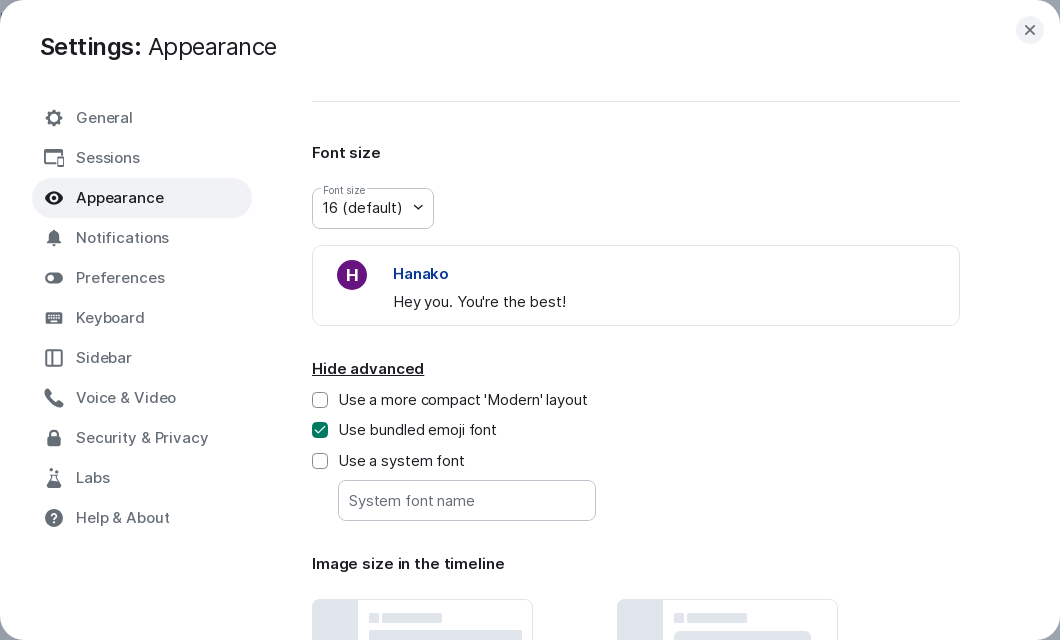 Settings: Appearance
General
Sessions
Appearance
Notifications
Preferences
Keyboard
Sidebar
Voice & Video
Security & Privacy
Labs
Help & About
Font size
Font size
16 (default)
H
Hanako
Hey you. You're the best!
Hide advanced
Use a more compact 'Modern' layout
Use bundled emoji font
Use a system font
System font name
Image size in the timeline